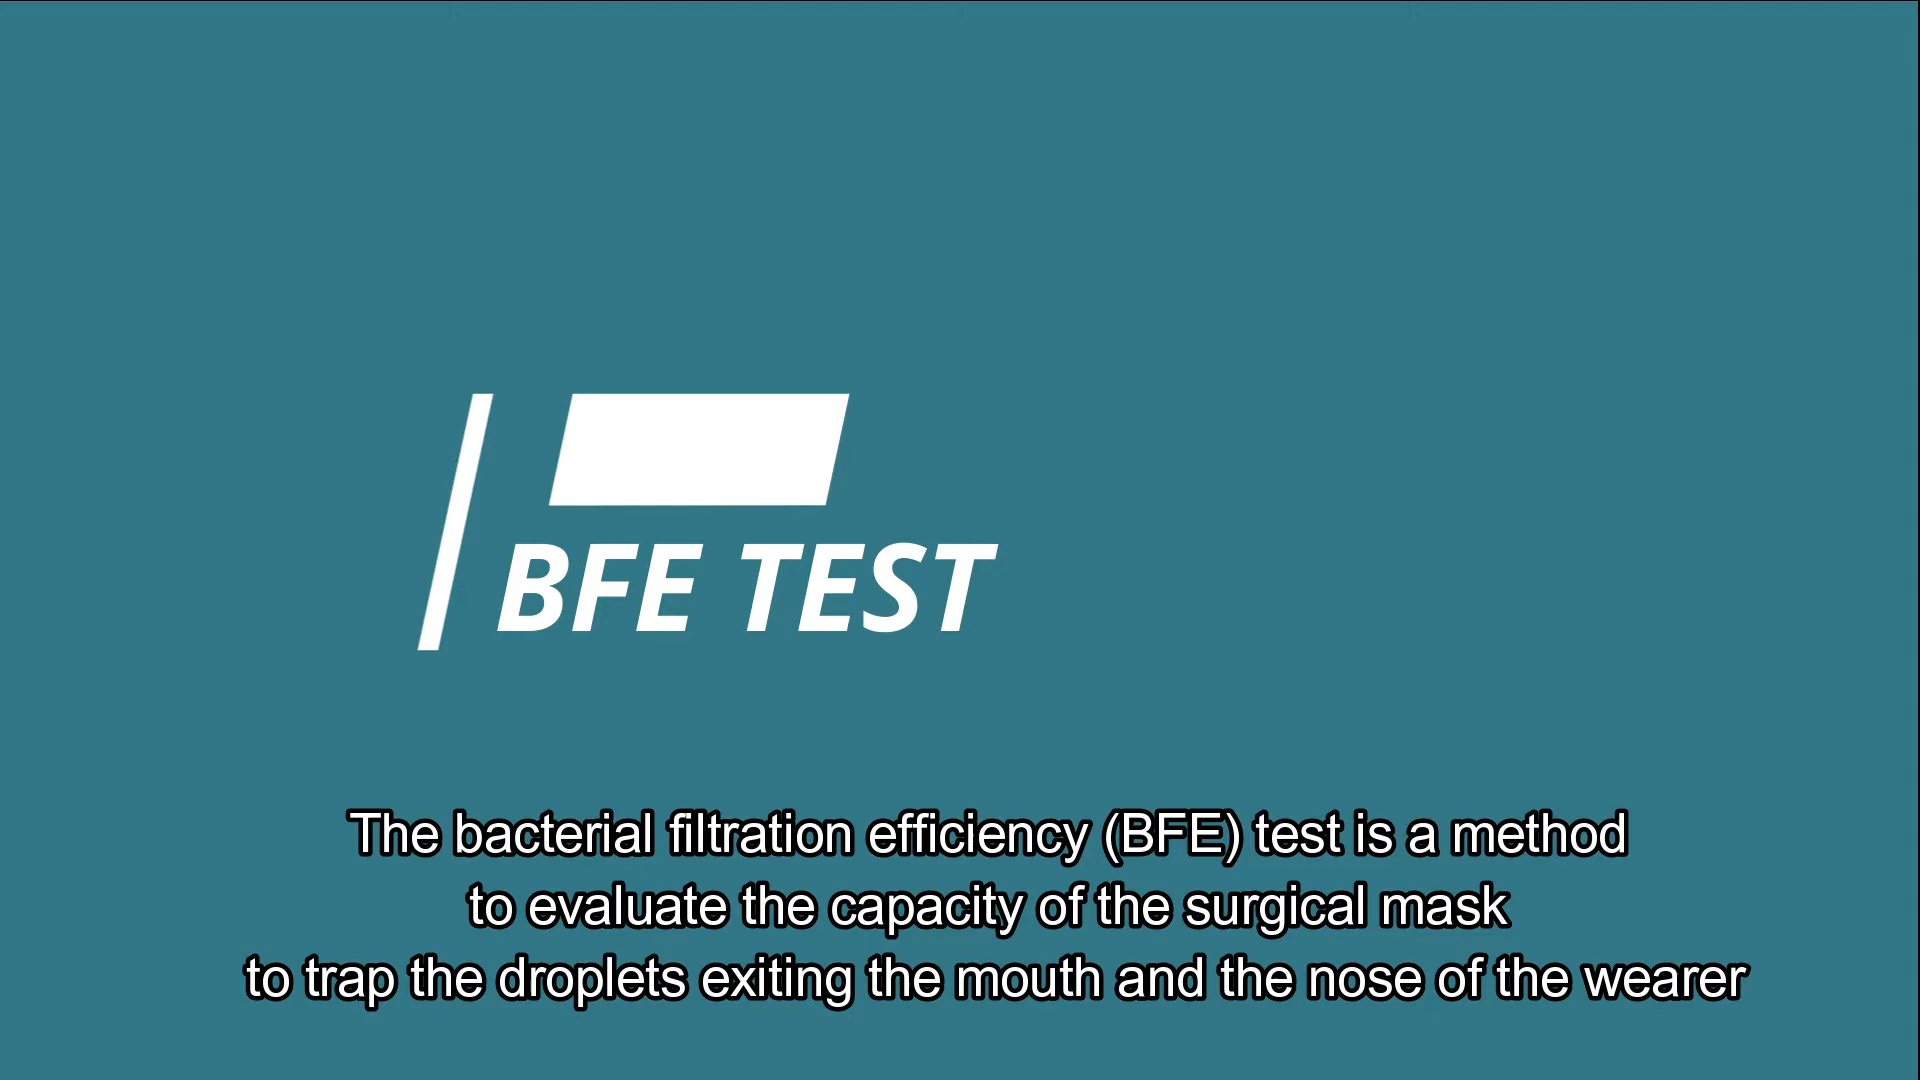 BFE TEST
The bacterial filtration efficiency (BFE) test is a method
to evaluate the capacity of the surgical mask
to trap the droplets exiting the mouth and the nose of the wearer